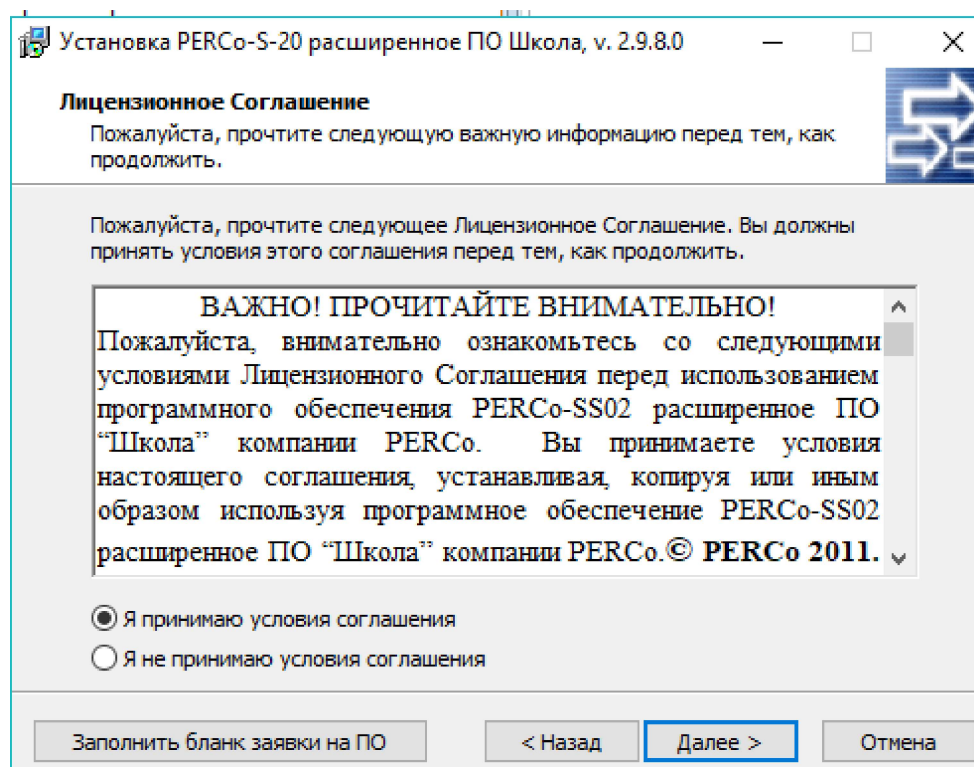 Установка PERCo-S-20 расширенное ПО Школа, v. 2.9.8.0
Лицензионное Соглашение
Пожалуйста, прочтите следующую важную информацию перед тем, как
продолжить.
Пожалуйста, прочтите следующее Лицензионное Соглашение. Вы должны
принять условия этого соглашения перед тем, как продолжить.
ВАЖНО! ПРОЧИТАЙТЕ ВНИМАТЕЛЬНО!
Пожалуйста, внимательно ознакомьтесь со следующими
условиями Лицензионного Соглашения перед использованием
программного обеспечения PERCo-SS02 расширенное ПО
“Школа” компании PERCo. Вы принимаете условия
настоящего соглашения, устанавливая, копируя или иным
образом используя программное обеспечение PERCo-SS02
расширенное ПО “Школа” компании PERCo.© PERCo 2011.
Я принимаю условия соглашения
Я не принимаю условия соглашения
Заполнить бланк заявки на ПО < Назад Далее > Отмена